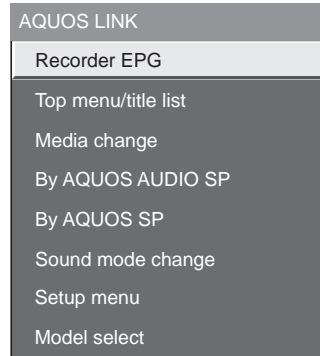 AQUOS LINK
Recorder EPG
Top menu/title list
Media change
By AQUOS AUDIO SP
By AQUOS SP
Sound mode change
Setup menu
Model select